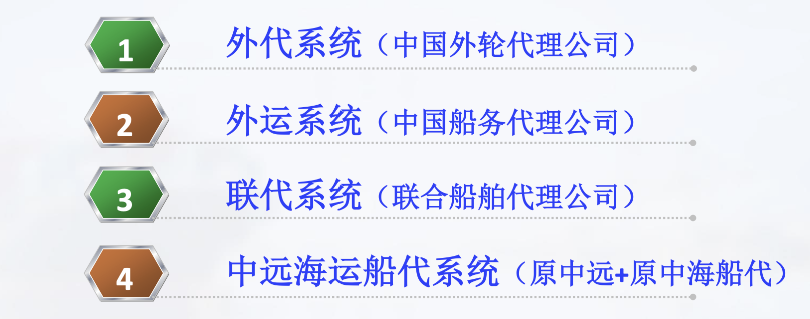 1 外代系统（中国外轮代理公司）
2 外运系统（中国船务代理公司）
3 联代系统（联合船舶代理公司）
4 中远海运船代系统（原中远+原中海船代）